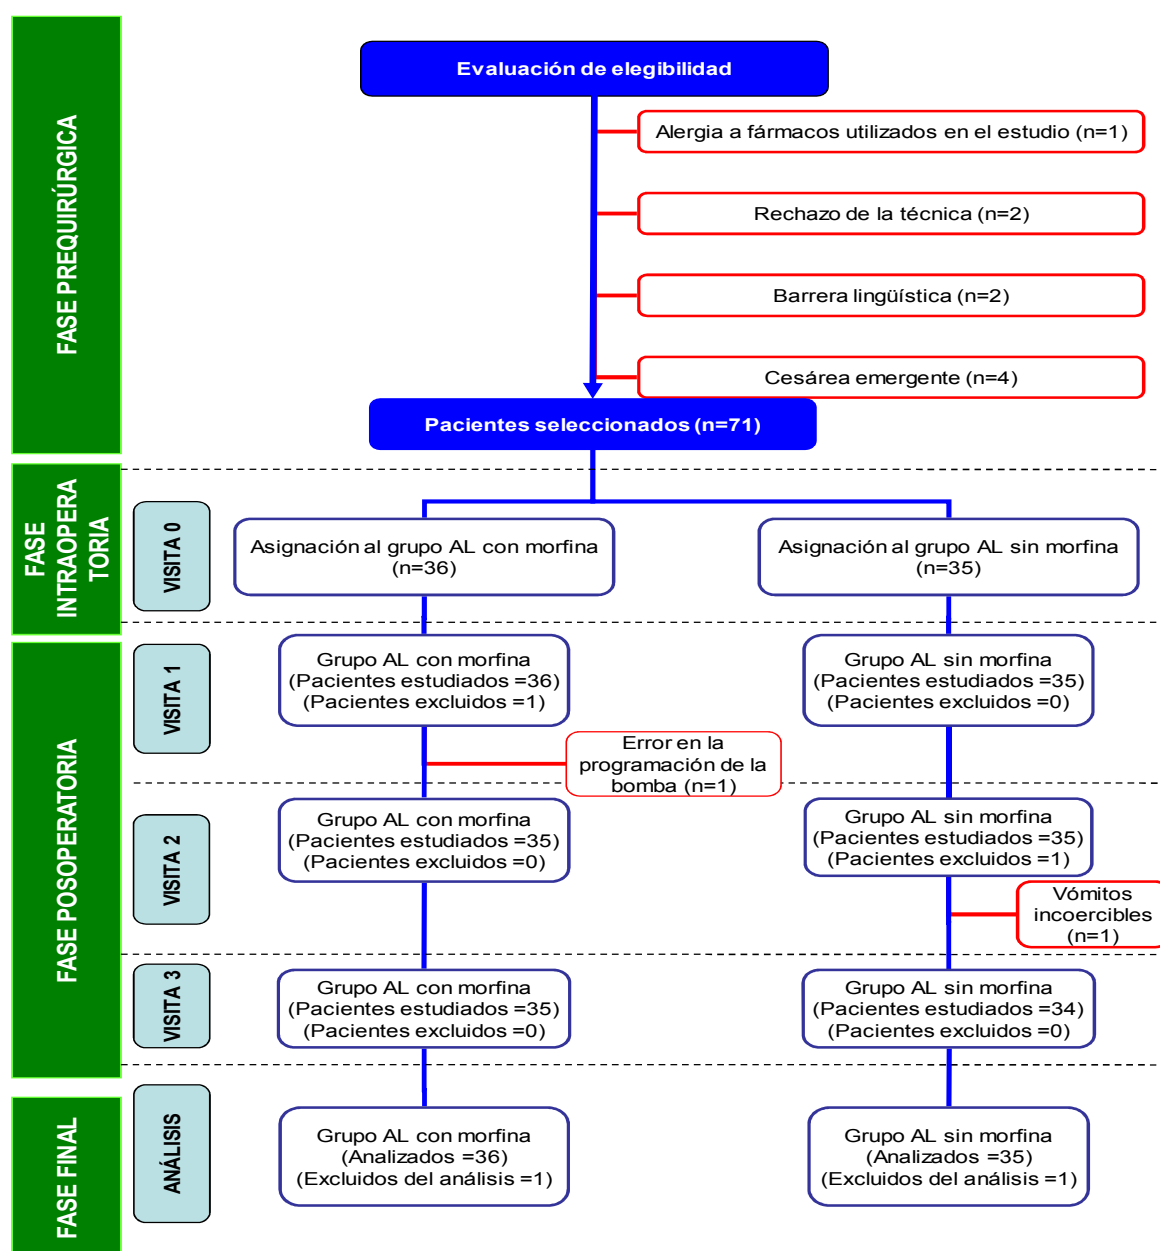 FASE PREQUIRÚRGICA
Evaluación de elegibilidad
Alergia a fármacos utilizados en el estudio (n=1)
Rechazo de la técnica (n=2)
Barrera lingüística (n=2)
Cesárea emergente (n=4)
Pacientes seleccionados (n=71)
FASE
INTRAOPERA
TORIA
VISITA 0
Asignación al grupo AL con morfina
(n=36)
Asignación al grupo AL sin morfina
(n=35)
FASE POSOPERATORIA
VISITA 1
Grupo AL con morfina
(Pacientes estudiados =36)
(Pacientes excluidos =1)
Grupo AL sin morfina
(Pacientes estudiados =35)
(Pacientes excluidos =0)
Error en la
programación de la
bomba (n=1)
VISITA 2
Grupo AL con morfina
(Pacientes estudiados =35)
(Pacientes excluidos =0)
Grupo AL sin morfina
(Pacientes estudiados =35)
(Pacientes excluidos =1)
Vómitos
incoercibles
(n=1)
VISITA 3
Grupo AL con morfina
(Pacientes estudiados =35)
(Pacientes excluidos =0)
Grupo AL sin morfina
(Pacientes estudiados =34)
(Pacientes excluidos =0)
FASE FINAL
ANÁLISIS
Grupo AL con morfina
(Analizados =36)
(Excluidos del análisis =1)
Grupo AL sin morfina
(Analizados =35)
(Excluidos del análisis =1)